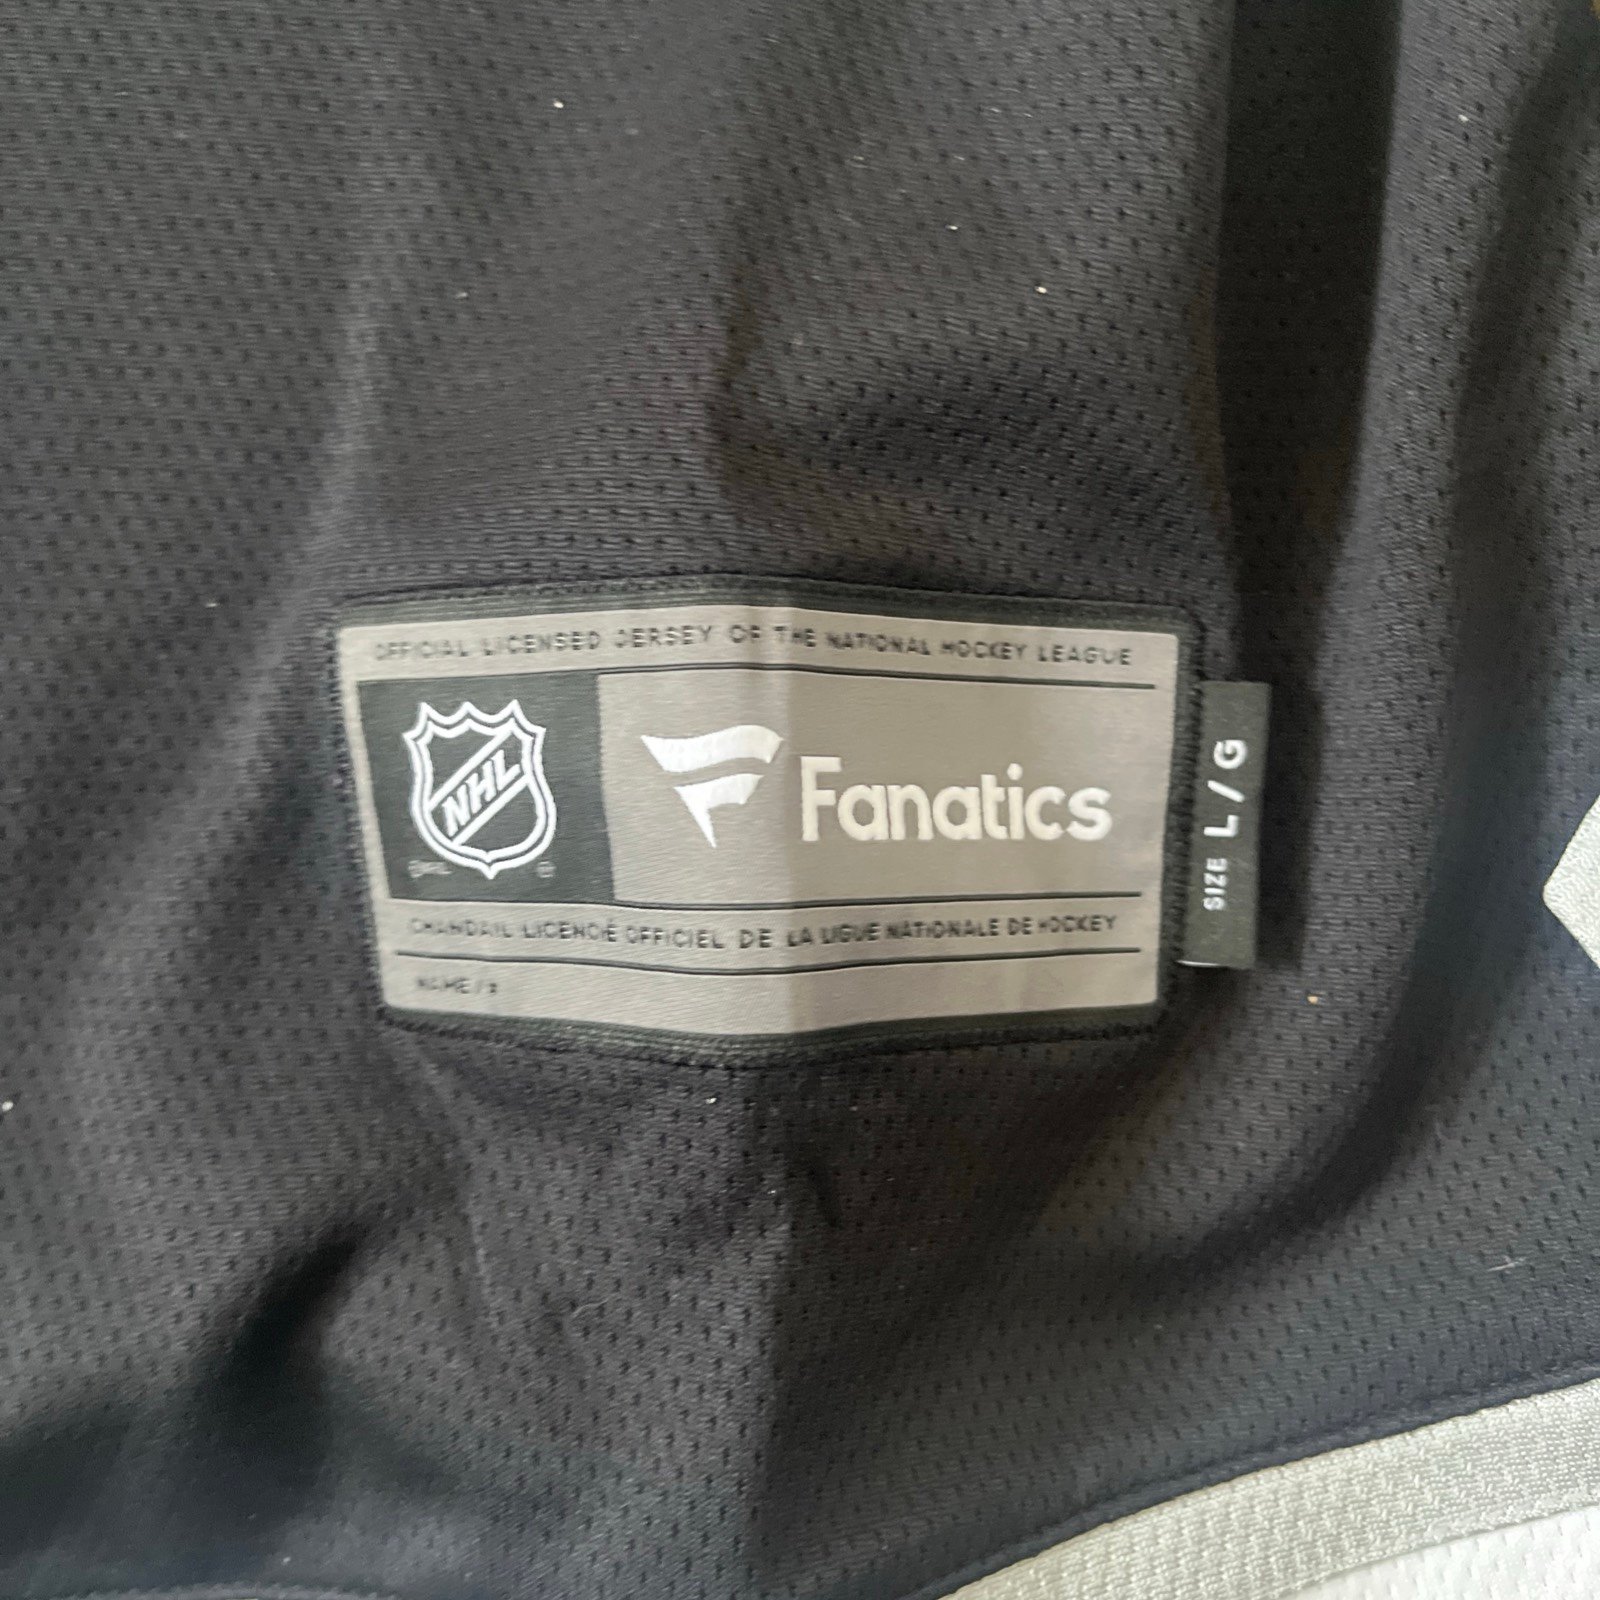 OFFICIAL LICENSED JERSEY OF THE NATIONAL HOCKEY LEAGUE
NHL
Fanatics
SIZE L/G
CHANDAIL LICENCIÉ OFFICIEL DE LA LIGUE NATIONALE DE HOCKEY
NAME/#